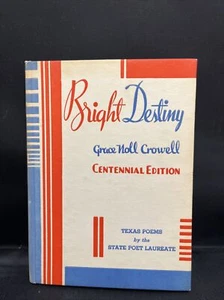 Bright Destiny
Grace Noll Crowell
CENTENNIAL EDITION
TEXAS POEMS
by the
STATE POET LAUREATE